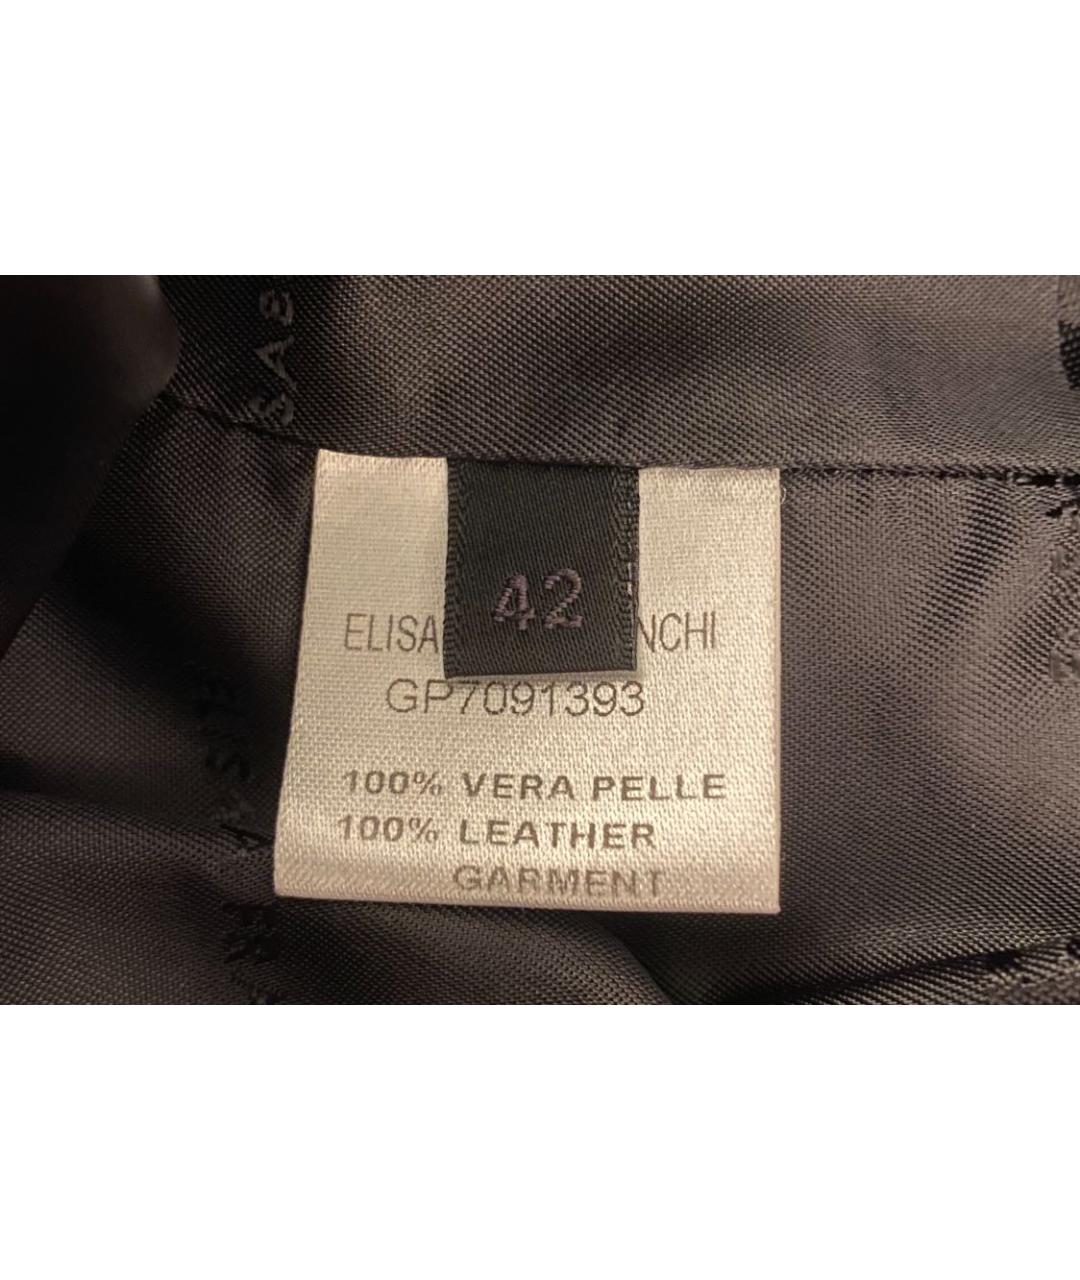 42
ELISA NCHI
GP7091393
100% VERA PELLE
100% LEATHER
GARMENT